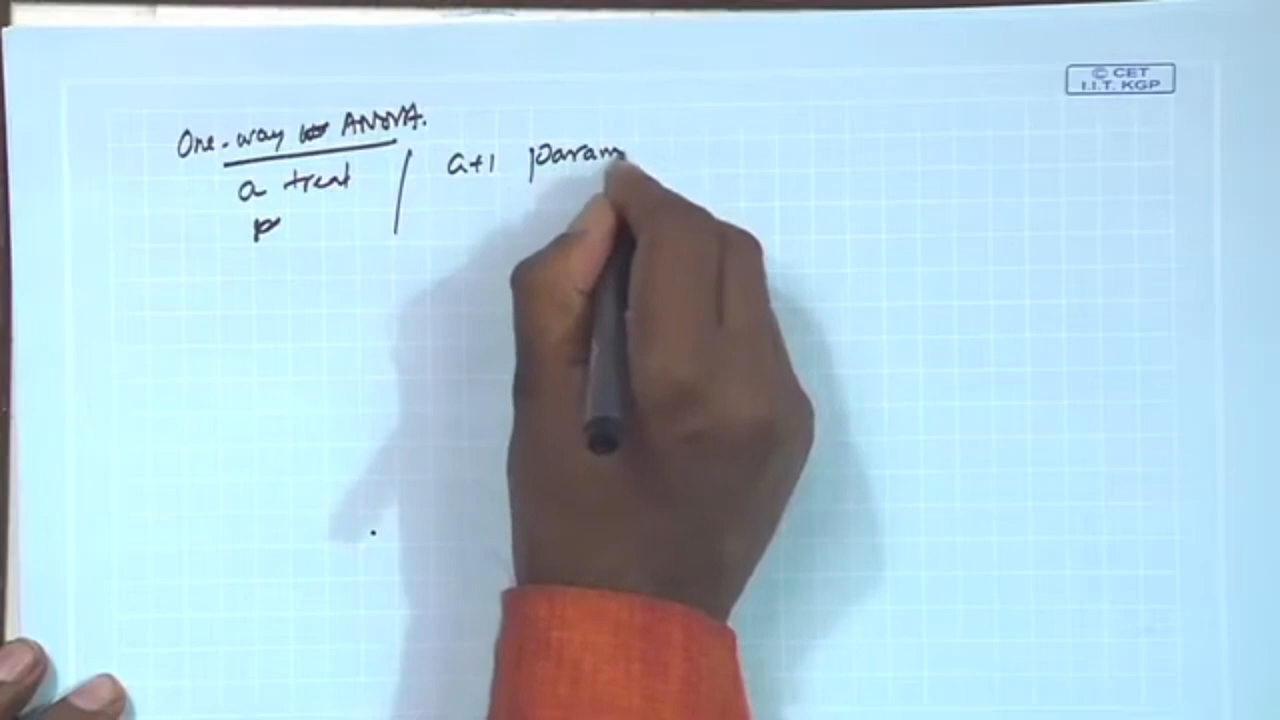 © CET
I.I.T. KGP
One-way ANOVA.
a treat
a+1 param
p